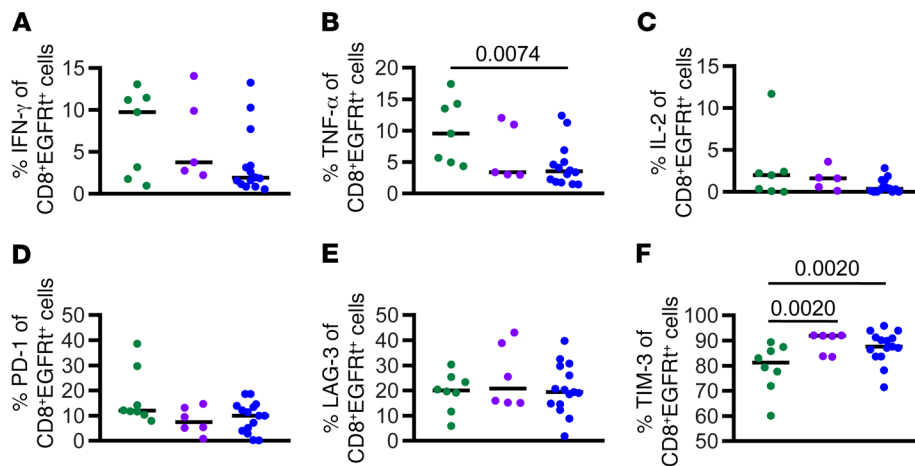 A
% IFN-γ of
CD8⁺EGFRt⁺ cells
15
10
5
0
B
0.0074
% TNF-α of
CD8⁺EGFRt⁺ cells
20
15
10
5
0
C
% IL-2 of
CD8⁺EGFRt⁺ cells
15
10
5
0
D
% PD-1 of
CD8⁺EGFRt⁺ cells
50
40
30
20
10
0
E
% LAG-3 of
CD8⁺EGFRt⁺ cells
50
40
30
20
10
0
F
0.0020
0.0020
% TIM-3 of
CD8⁺EGFRt⁺ cells
100
90
80
70
60
50